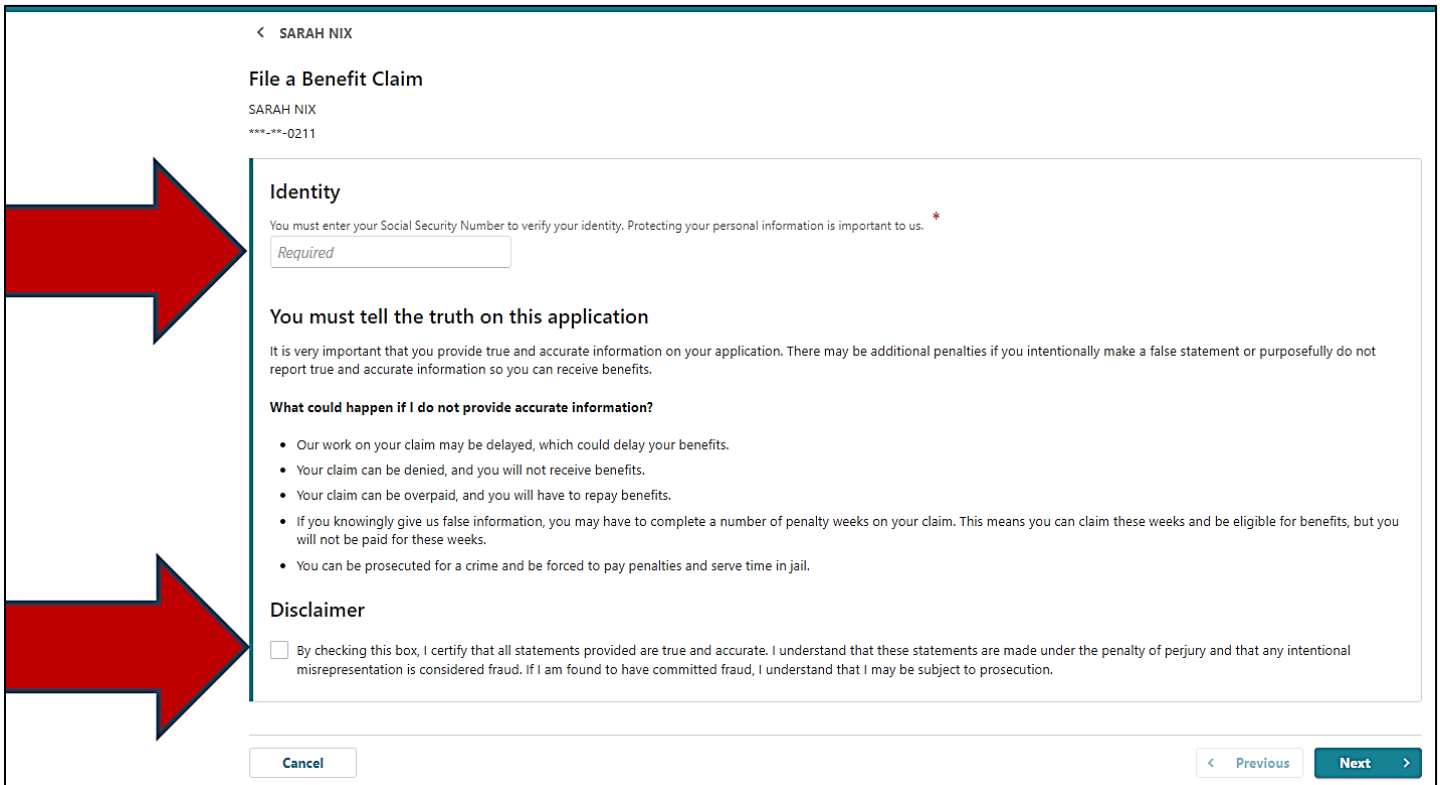 < SARAH NIX
File a Benefit Claim
SARAH NIX
***-**-0211
Identity
You must enter your Social Security Number to verify your identity. Protecting your personal information is important to us. *
Required
You must tell the truth on this application
It is very important that you provide true and accurate information on your application. There may be additional penalties if you intentionally make a false statement or purposefully do not
report true and accurate information so you can receive benefits.
What could happen if I do not provide accurate information?
• Our work on your claim may be delayed, which could delay your benefits.
• Your claim can be denied, and you will not receive benefits.
• Your claim can be overpaid, and you will have to repay benefits.
• If you knowingly give us false information, you may have to complete a number of penalty weeks on your claim. This means you can claim these weeks and be eligible for benefits, but you
will not be paid for these weeks.
• You can be prosecuted for a crime and be forced to pay penalties and serve time in jail.
Disclaimer
By checking this box, I certify that all statements provided are true and accurate. I understand that these statements are made under the penalty of perjury and that any intentional
misrepresentation is considered fraud. If I am found to have committed fraud, I understand that I may be subject to prosecution.
Cancel
< Previous
Next >